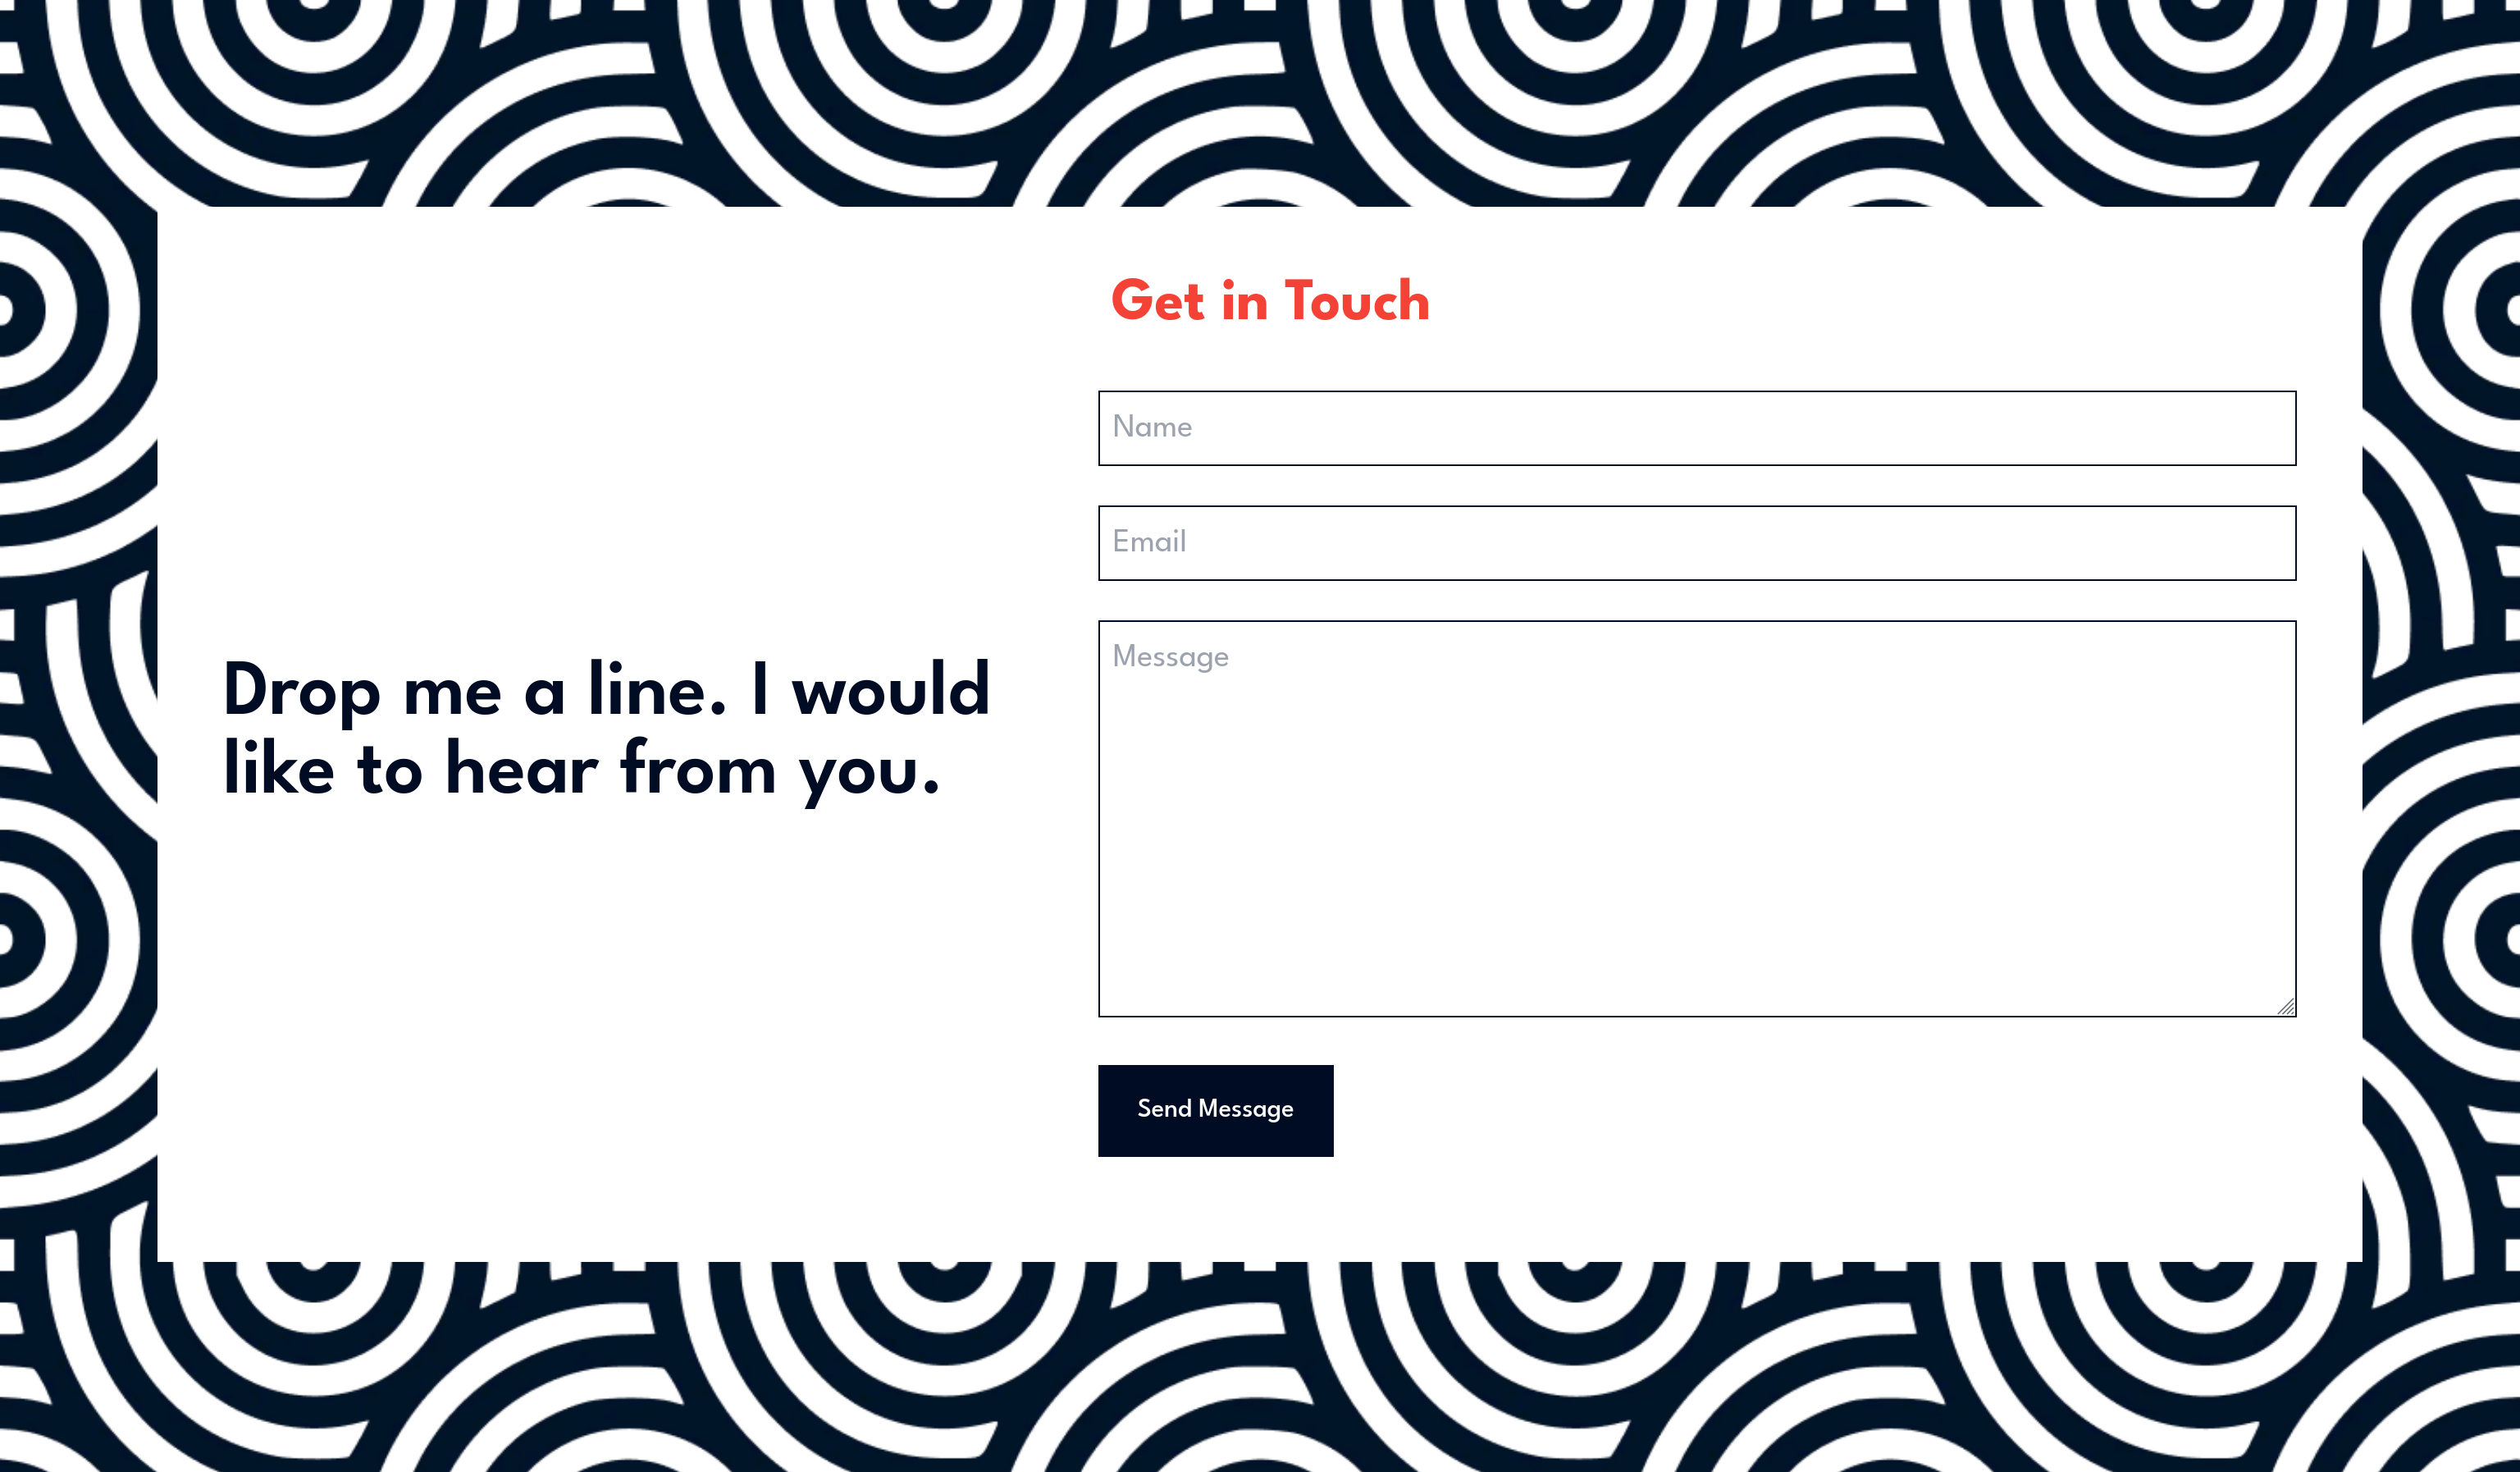 Get in Touch
Name
Email
Message
Drop me a line. I would
like to hear from you.
Send Message